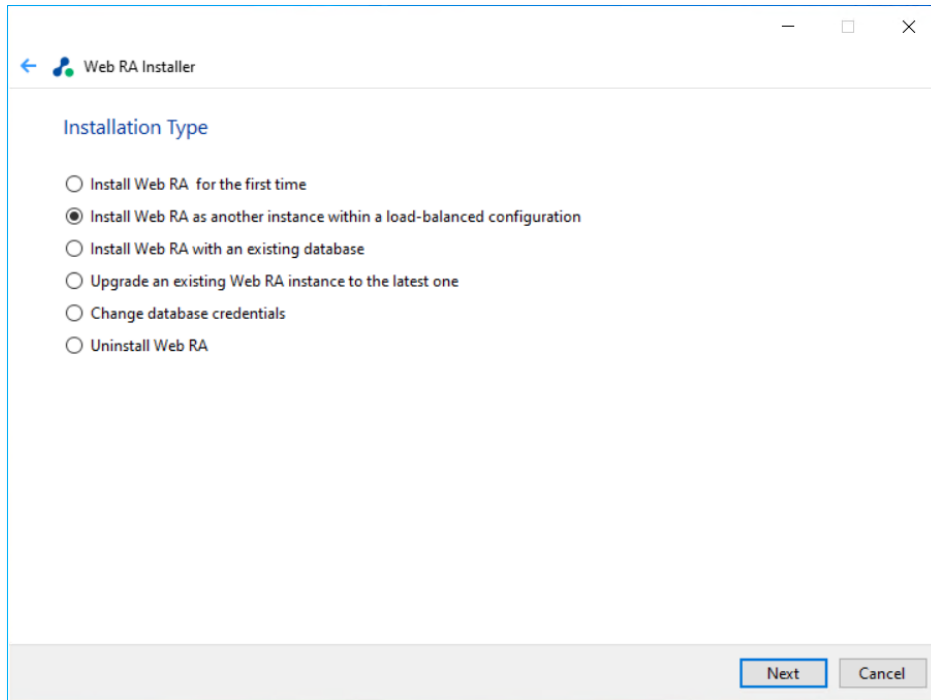 Web RA Installer
Installation Type
Install Web RA  for the first time
Install Web RA as another instance within a load-balanced configuration
Install Web RA with an existing database
Upgrade an existing Web RA instance to the latest one
Change database credentials
Uninstall Web RA
Next
Cancel